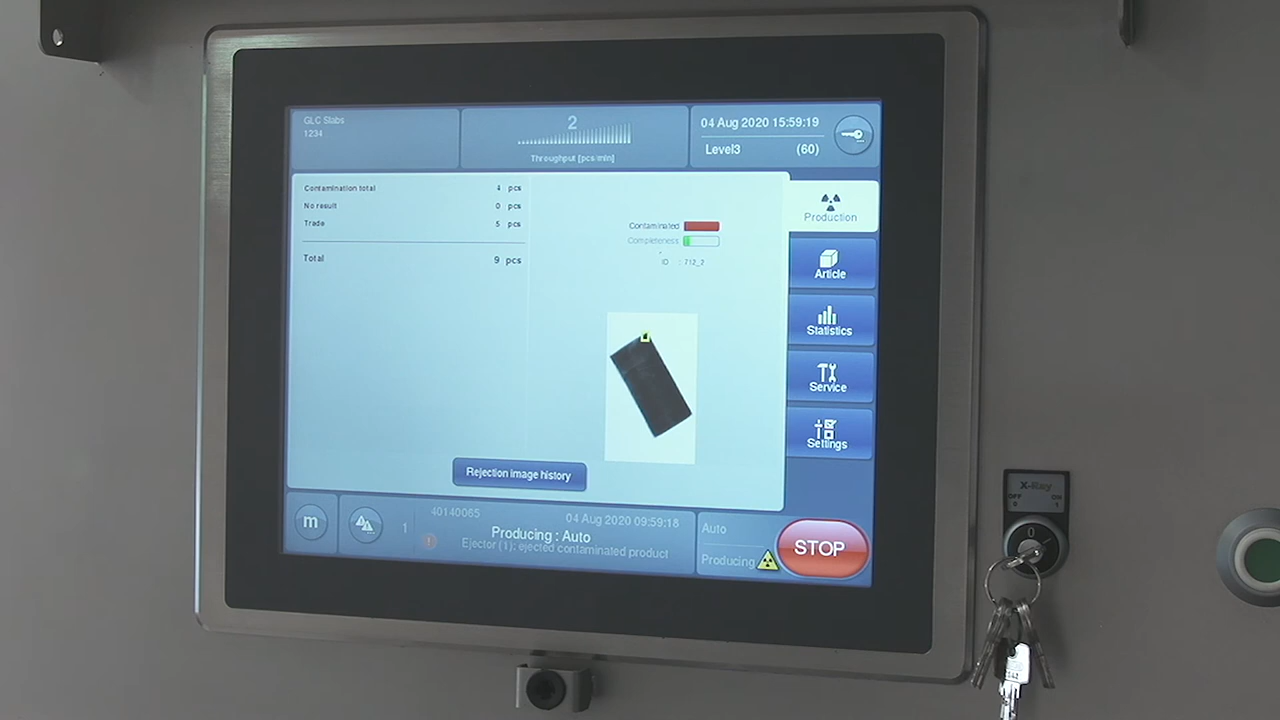 GLC Slabs
1234
2
Throughput [pcs/min]
04 Aug 2020 15:59:19
Level3 (60)
Contamination total 4 pcs
No result 0 pcs
Trade 5 pcs
Total 9 pcs
Contaminated
Completeness
ID : 712_2
Rejection image history
Production
Article
Statistics
Service
Settings
m
1
40140065 04 Aug 2020 09:59:18
Producing : Auto
Ejector (1): ejected contaminated product
Auto
Producing
STOP
X-Ray
OFF ON
0 1
0